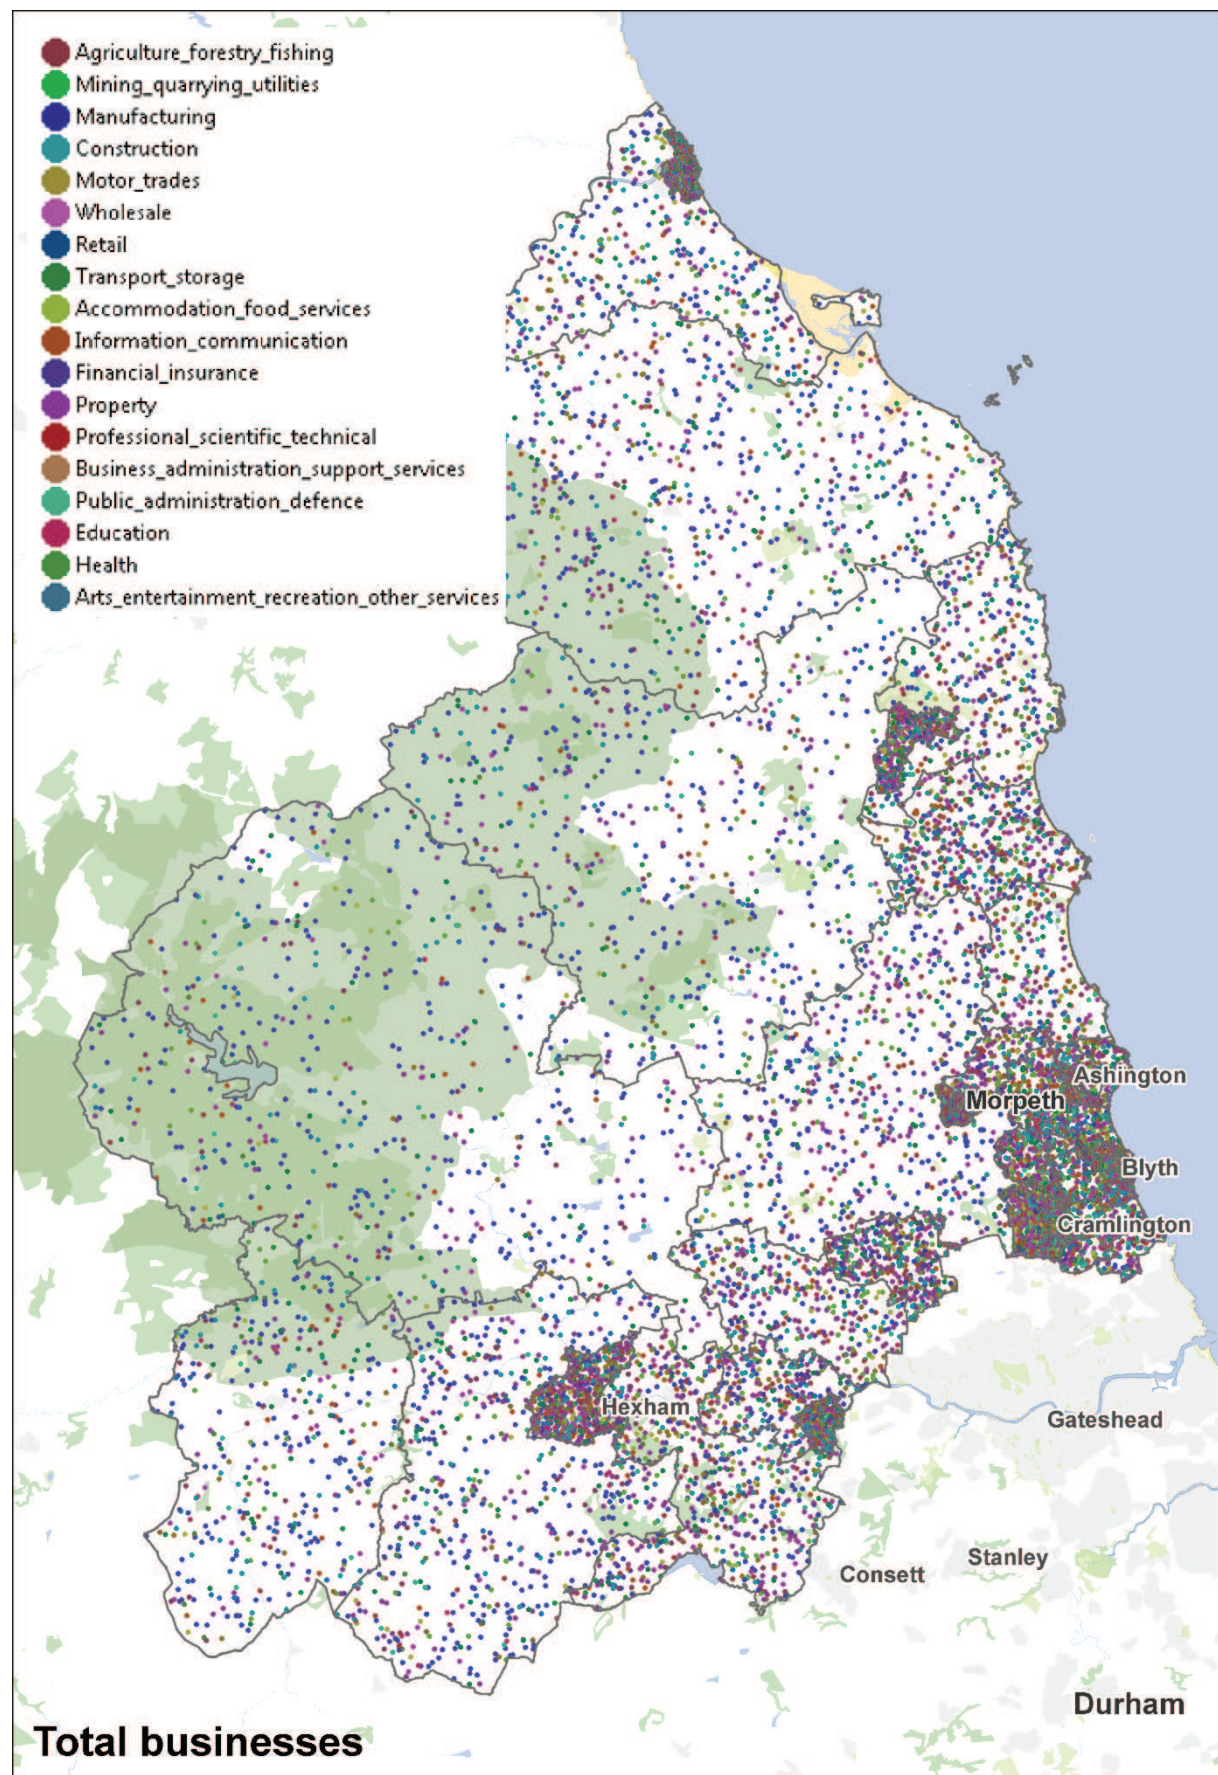 Agriculture_forestry_fishing
Mining_quarrying_utilities
Manufacturing
Construction
Motor_trades
Wholesale
Retail
Transport_storage
Accommodation_food_services
Information_communication
Financial_insurance
Property
Professional_scientific_technical
Business_administration_support_services
Public_administration_defence
Education
Health
Arts_entertainment_recreation_other_services
Ashington
Morpeth
Blyth
Cramlington
Hexham
Gateshead
Stanley
Consett
Durham
Total businesses